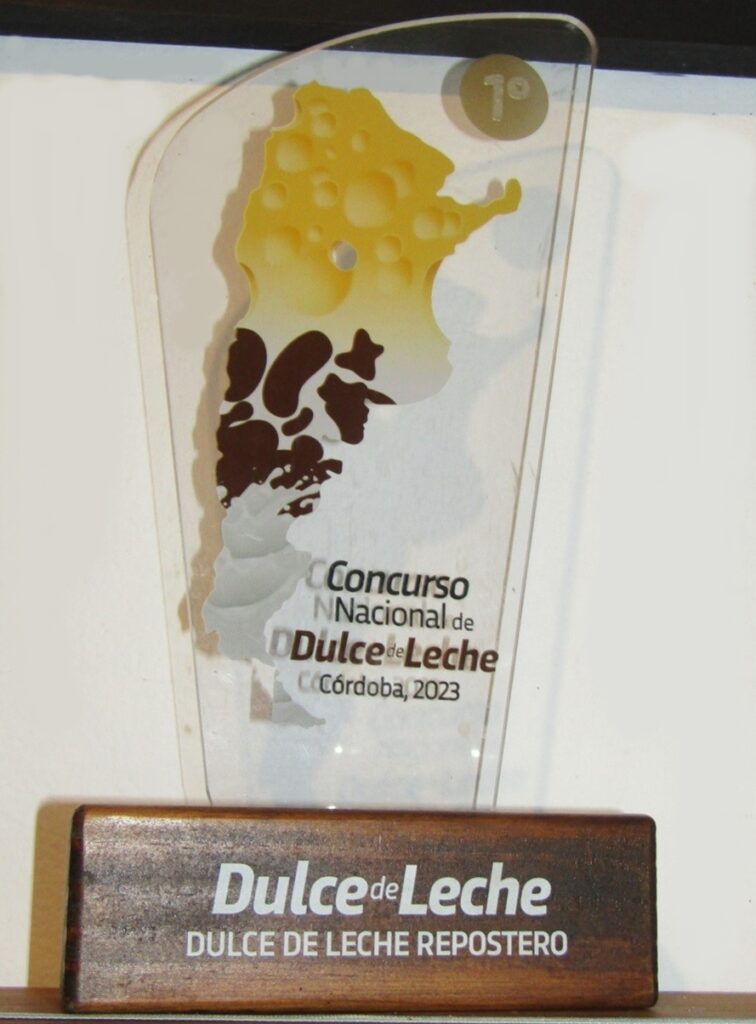 1º
Concurso
Nacional de
Dulce de Leche
Córdoba, 2023
Dulce de Leche
DULCE DE LECHE REPOSTERO